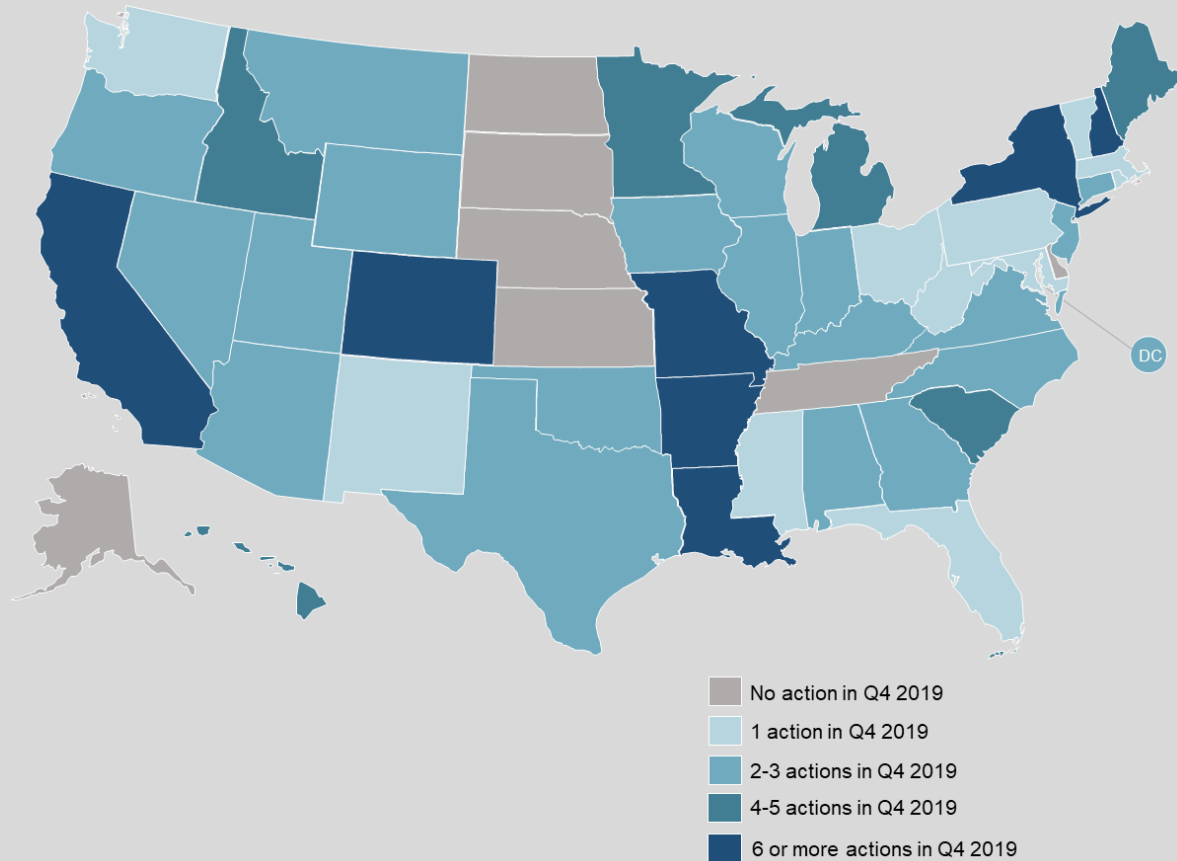 DC
No action in Q4 2019
1 action in Q4 2019
2-3 actions in Q4 2019
4-5 actions in Q4 2019
6 or more actions in Q4 2019